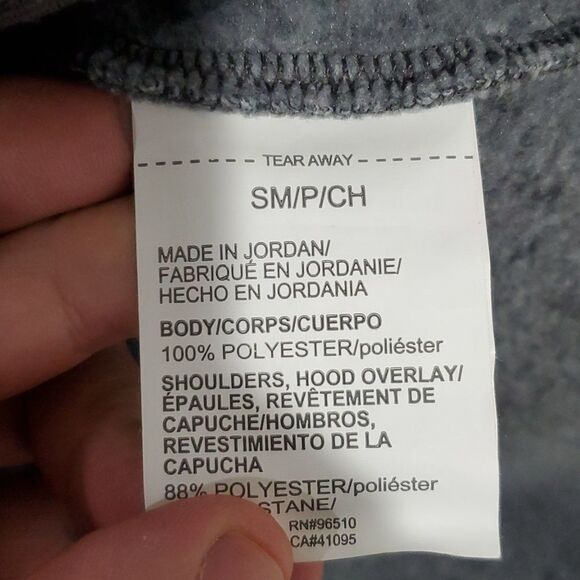 TEAR AWAY
SM/P/CH
MADE IN JORDAN/
FABRIQUÉ EN JORDANIE/
HECHO EN JORDANIA
BODY/CORPS/CUERPO
100% POLYESTER/poliéster
SHOULDERS, HOOD OVERLAY/
ÉPAULES, REVÊTEMENT DE
CAPUCHE/HOMBROS,
REVESTIMIENTO DE LA
CAPUCHA
88% POLYESTER/poliéster
STANE/
RN#96510
CA#41095